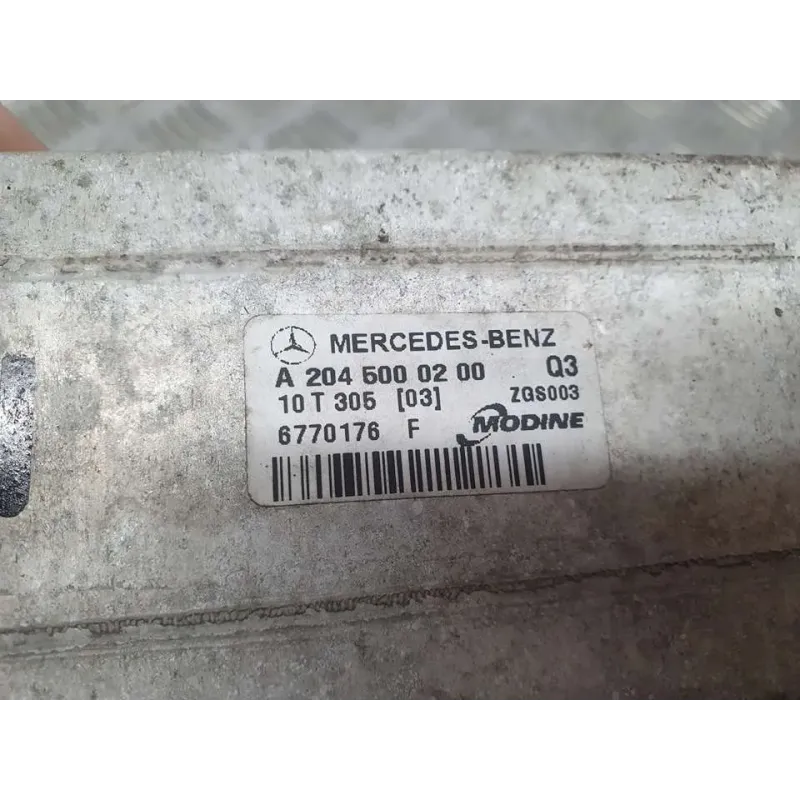 MERCEDES-BENZ
A 204 500 02 00 Q3
10 T 305 [03] ZGS003
6770176 F MODINE